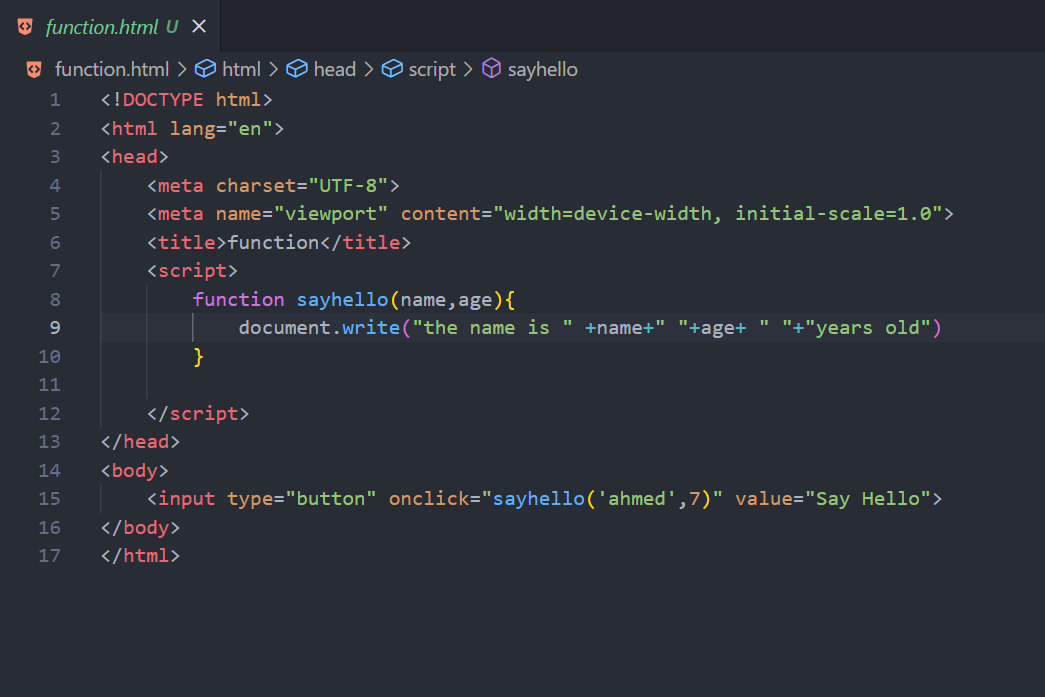 function.html U ×
function.html > html > head > script > sayhello
1 <!DOCTYPE html>
2 <html lang="en">
3 <head>
4     <meta charset="UTF-8">
5     <meta name="viewport" content="width=device-width, initial-scale=1.0">
6     <title>function</title>
7     <script>
8         function sayhello(name,age){
9             document.write("the name is " +name+" "+age+ " "+"years old")
10         }
11
12     </script>
13 </head>
14 <body>
15     <input type="button" onclick="sayhello('ahmed',7)" value="Say Hello">
16 </body>
17 </html>